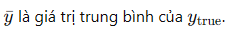 ȳ là giá trị trung bình của y_true.